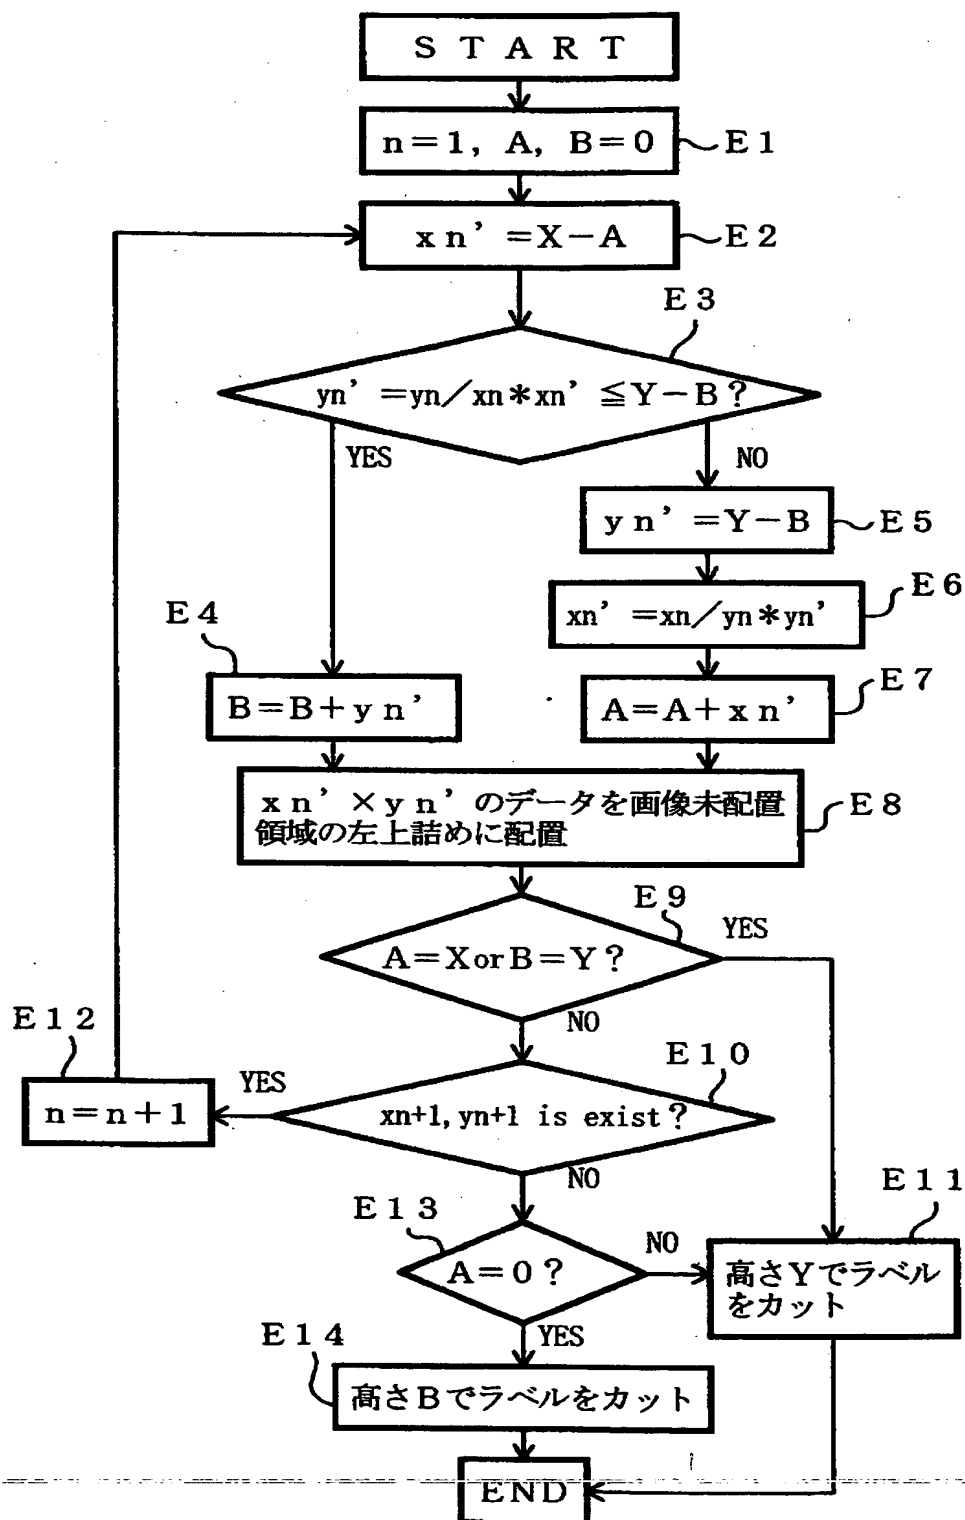 ＳＴＡＲＴ
n＝1, A, B＝0
E1
xn’＝X－A
E2
E3
yn’＝yn／xn＊xn’≦Y－B？
YES
NO
yn’＝Y－B
E5
xn’＝xn／yn＊yn’
E6
E4
B＝B＋yn’
A＝A＋xn’
E7
xn’×yn’のデータを画像未配置
領域の左上詰めに配置
E8
E9
A＝XorB＝Y？
YES
NO
E12
n＝n＋1
YES
E10
xn+1, yn+1 is exist？
NO
E13
A＝0？
NO
E11
高さYでラベル
をカット
YES
E14
高さBでラベルをカット
END